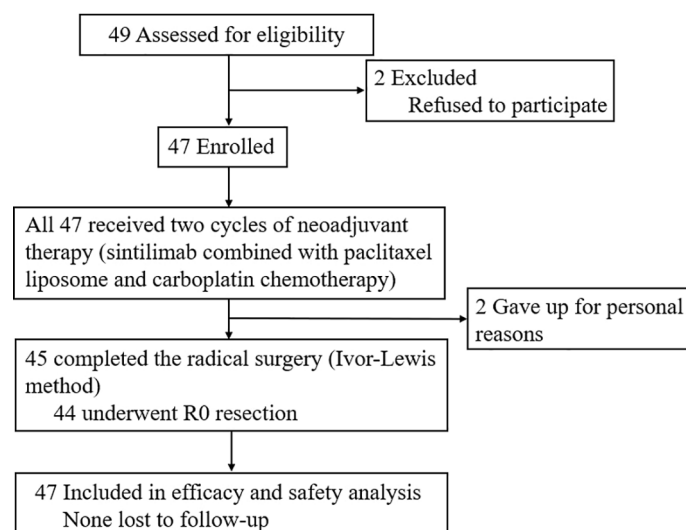 49 Assessed for eligibility
2 Excluded
Refused to participate
47 Enrolled
All 47 received two cycles of neoadjuvant
therapy (sintilimab combined with paclitaxel
liposome and carboplatin chemotherapy)
2 Gave up for personal
reasons
45 completed the radical surgery (Ivor-Lewis
method)
44 underwent R0 resection
47 Included in efficacy and safety analysis
None lost to follow-up